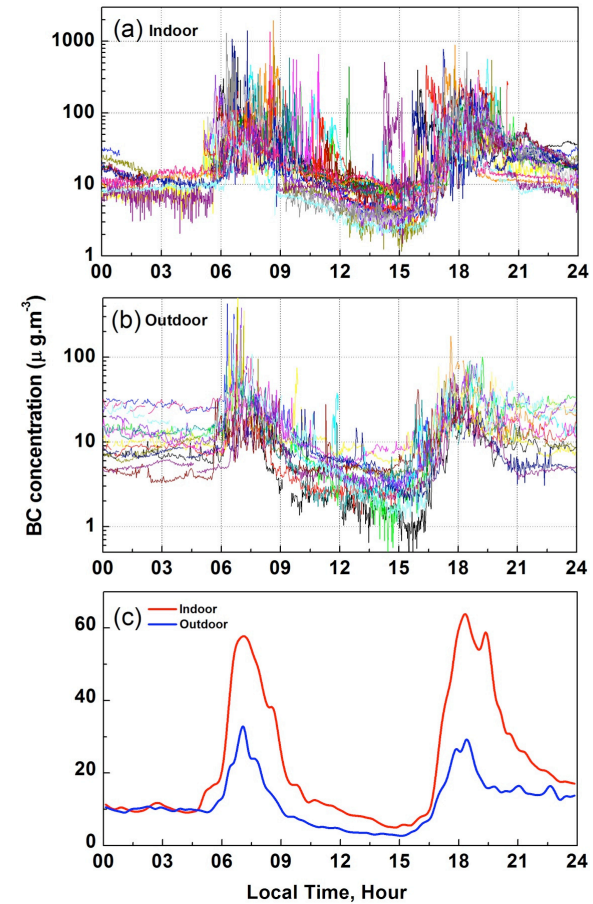 (a) Indoor
1000
100
10
1
00 03 06 09 12 15 18 21 24
BC concentration (μ g.m-3)
(b) Outdoor
100
10
1
00 03 06 09 12 15 18 21 24
(c)
Indoor
Outdoor
60
40
20
0
00 03 06 09 12 15 18 21 24
Local Time, Hour